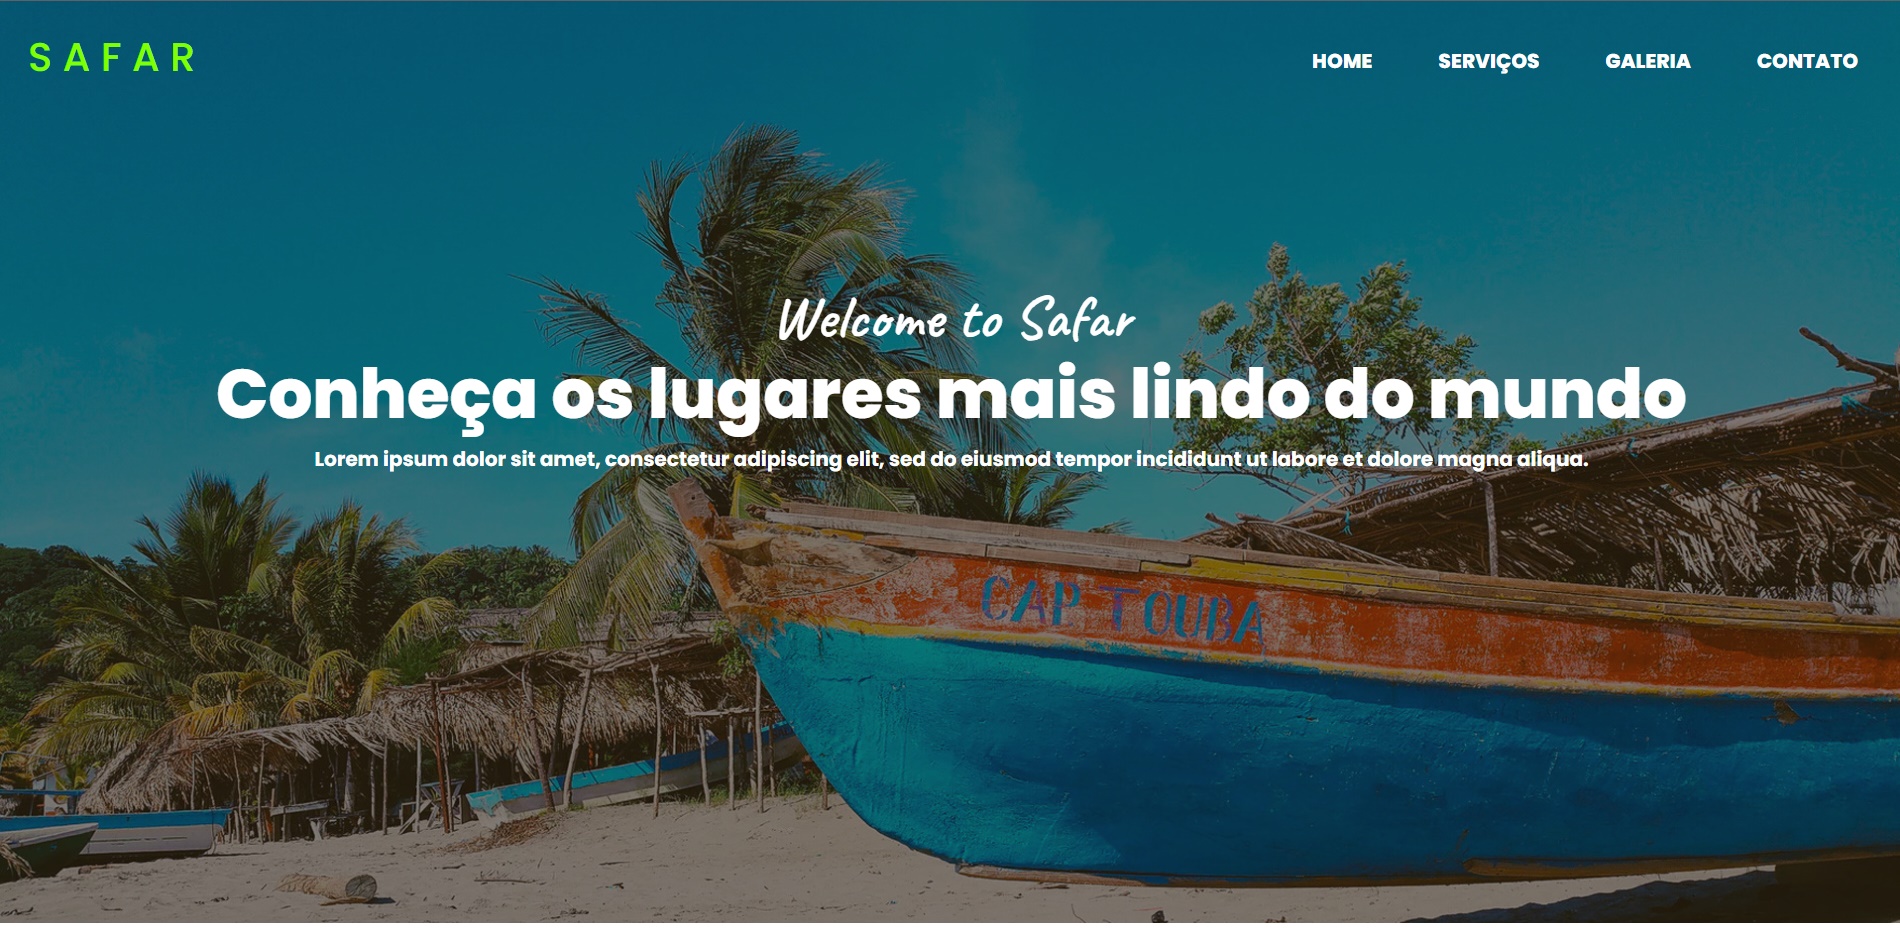 SAFAR
HOME SERVIÇOS GALERIA CONTATO
Welcome to Safar
Conheça os lugares mais lindo do mundo
Lorem ipsum dolor sit amet, consectetur adipiscing elit, sed do eiusmod tempor incididunt ut labore et dolore magna aliqua.
CAP TOUBA